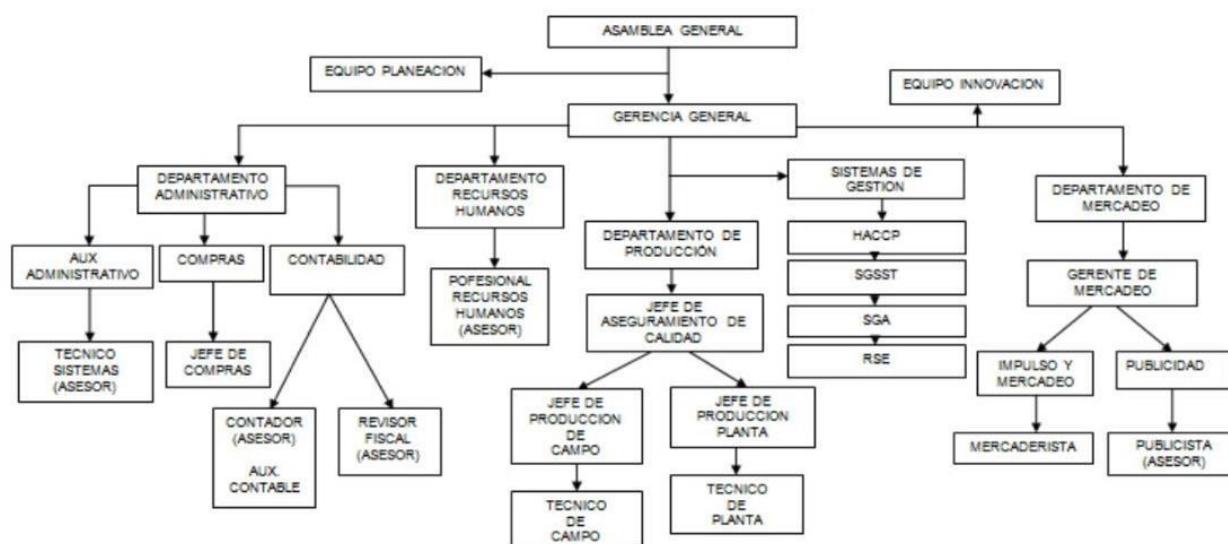 ASAMBLEA GENERAL
EQUIPO PLANEACION
EQUIPO INNOVACION
GERENCIA GENERAL
DEPARTAMENTO
ADMINISTRATIVO
DEPARTAMENTO
RECURSOS
HUMANOS
SISTEMAS DE
GESTION
DEPARTAMENTO DE
MERCADEO
AUX
ADMINISTRATIVO
COMPRAS
CONTABILIDAD
DEPARTAMENTO DE
PRODUCCIÓN
HACCP
POFESIONAL
RECURSOS
HUMANOS
(ASESOR)
SGSST
GERENTE DE
MERCADEO
JEFE DE
ASEGURAMIENTO DE
CALIDAD
SGA
RSE
TECNICO
SISTEMAS
(ASESOR)
JEFE DE
COMPRAS
IMPULSO Y
MERCADEO
PUBLICIDAD
CONTADOR
(ASESOR)
AUX.
CONTABLE
REVISOR
FISCAL
(ASESOR)
JEFE DE
PRODUCCION
DE
CAMPO
JEFE DE
PRODUCCION
PLANTA
MERCADERISTA
PUBLICISTA
(ASESOR)
TECNICO
DE
CAMPO
TECNICO
DE
PLANTA